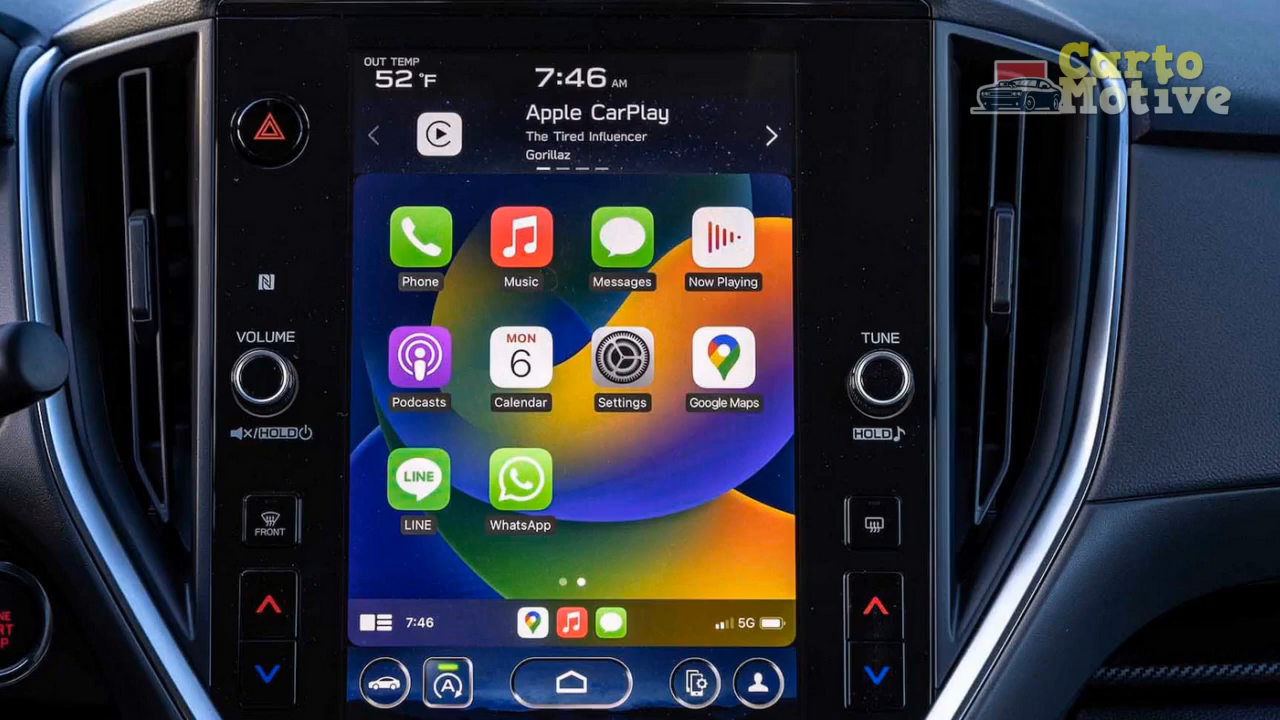 Carto
Motive
OUT TEMP
52 °F
7:46 AM
Apple CarPlay
The Tired Influencer
Gorillaz
Phone
Music
Messages
Now Playing
MON
6
Podcasts
Calendar
Settings
Google Maps
LINE
LINE
WhatsApp
7:46
5G
VOLUME
HOLD
FRONT
TUNE
HOLD
A